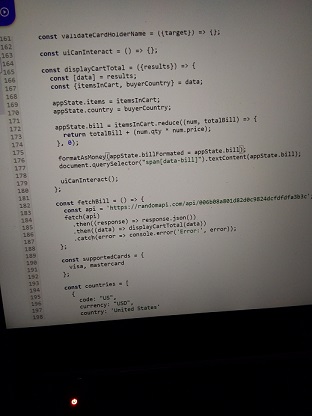 161 const validateCardHolderName = ({target}) => {};
162
163 const uiCanInteract = () => {};
164
165 const displayCartTotal = ({results}) => {
166 const [data] = results;
167 const {itemsInCart, buyerCountry} = data;
168
169 appState.items = itemsInCart;
170 appState.country = buyerCountry;
171
172 appState.bill = itemsInCart.reduce((num, totalBill) => {
173 return totalBill + (num.qty * num.price);
174 }, 0);
175
176 formatAsMoney(appState.billFormated = appState.bill);
177 document.querySelector("span[data-bill]").textContent(appState.bill);
178
179 uiCanInteract();
180 };
181
182 const fetchBill = () => {
183 const api = 'https://randomapi.com/api/006b08a801d82d0c9824dcfdfdfa3b3c';
184 fetch(api)
185 .then((response) => response.json())
186 .then((data) => displayCartTotal(data))
187 .catch(error => console.error('Error:', error));
188 };
189
190 const supportedCards = {
191 visa, mastercard
192 };
193
194 const countries = [
195 {
196 code: "US",
197 currency: "USD",
198 country: 'United States'